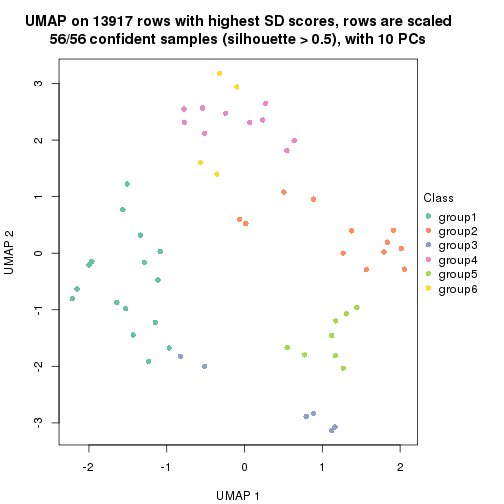 UMAP on 13917 rows with highest SD scores, rows are scaled
56/56 confident samples (silhouette > 0.5), with 10 PCs
3
2
1
0
-1
-2
-3
UMAP 2
-2
-1
0
1
2
UMAP 1
Class
group1
group2
group3
group4
group5
group6